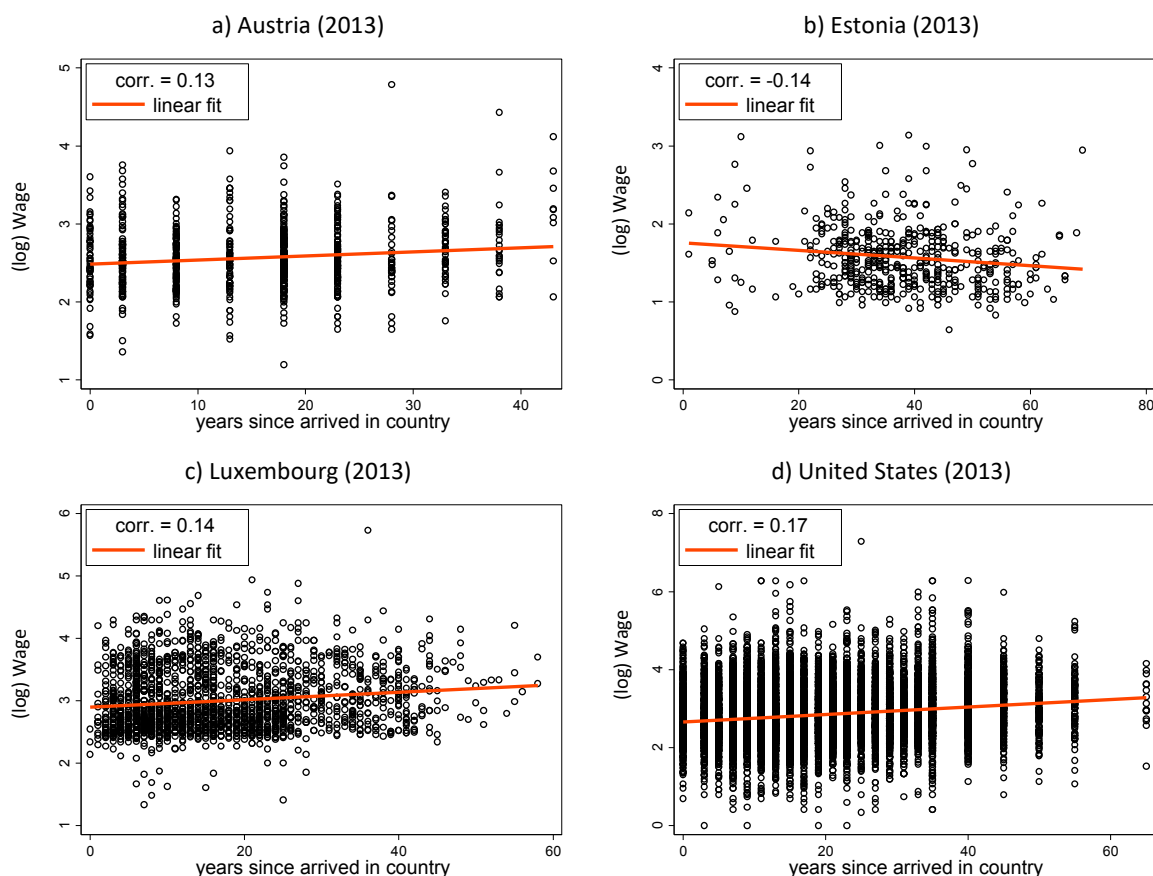 a) Austria (2013)
corr. = 0.13
linear fit
(log) Wage
5
4
3
2
1
0
10
20
30
40
years since arrived in country
b) Estonia (2013)
corr. = -0.14
linear fit
(log) Wage
4
3
2
1
0
0
20
40
60
80
years since arrived in country
c) Luxembourg (2013)
corr. = 0.14
linear fit
(log) Wage
6
5
4
3
2
1
0
20
40
60
years since arrived in country
d) United States (2013)
corr. = 0.17
linear fit
(log) Wage
8
6
4
2
0
0
20
40
60
years since arrived in country